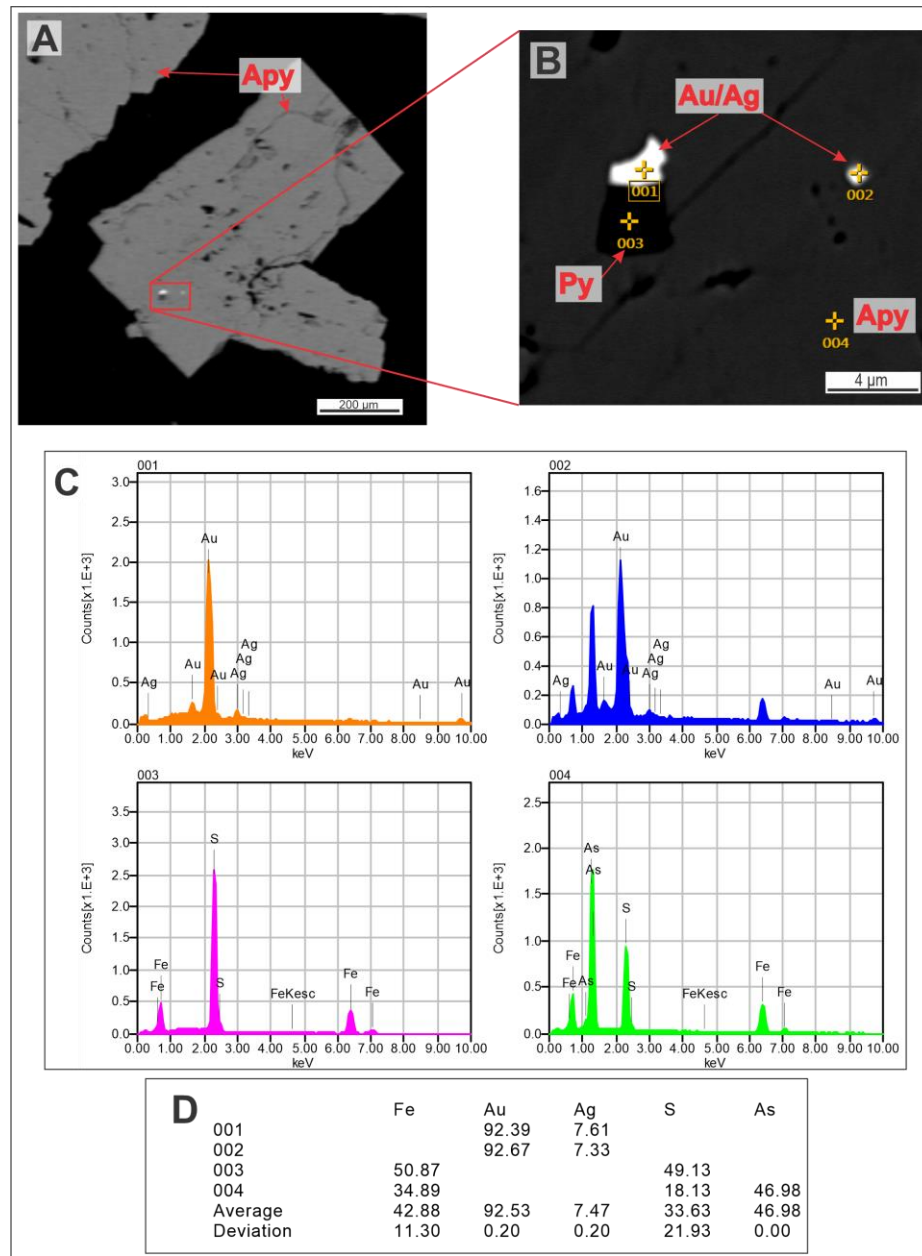 A
Apy
200 µm
B
Au/Ag
001
002
003
Py
Apy
004
4 µm
C
001
3.0
2.5
2.0
1.5
1.0
0.5
0.0
Counts[x1.E+3]
Au
Ag
Ag
Ag
Au
Au
Ag
Au
Au
0.00 1.00 2.00 3.00 4.00 5.00 6.00 7.00 8.00 9.00 10.00
keV
002
1.6
1.4
1.2
1.0
0.8
0.6
0.4
0.2
0.0
Counts[x1.E+3]
Au
Ag
Ag
Ag
Au
Au
Au
Ag
Au
Au
0.00 1.00 2.00 3.00 4.00 5.00 6.00 7.00 8.00 9.00 10.00
keV
003
3.5
3.0
2.5
2.0
1.5
1.0
0.5
0.0
Counts[x1.E+3]
S
Fe
Fe
S
FeKesc
Fe
Fe
0.00 1.00 2.00 3.00 4.00 5.00 6.00 7.00 8.00 9.00 10.00
keV
004
2.5
2.0
1.5
1.0
0.5
0.0
Counts[x1.E+3]
As
As
S
Fe
Fe
As
S
FeKesc
Fe
Fe
0.00 1.00 2.00 3.00 4.00 5.00 6.00 7.00 8.00 9.00 10.00
keV
D
Fe Au Ag S As
001 92.39 7.61
002 92.67 7.33
003 50.87 49.13
004 34.89 18.13 46.98
Average 42.88 92.53 7.47 33.63 46.98
Deviation 11.30 0.20 0.20 21.93 0.00